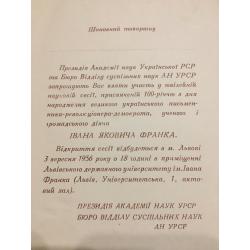 Шановний товаришу
Президія Академії наук Української РСР
та Бюро Відділу суспільних наук АН УРСР
запрошують Вас взяти участь у ювілейній
науковій сесії, присвяченій 100-річчю з дня
народження великого українського письмен-
ника-революціонера-демократа, ученого і
громадського діяча
ІВАНА ЯКОВИЧА ФРАНКА.
Відкриття сесії відбудеться в м. Львові
3 вересня 1956 року в 18 годині в приміщенні
Львівського державного університету ім. Івана
Франка (Львів, Університетська, 1, актовий
зал).
ПРЕЗИДІЯ АКАДЕМІЇ НАУК УРСР
БЮРО ВІДДІЛУ СУСПІЛЬНИХ НАУК
АН УРСР